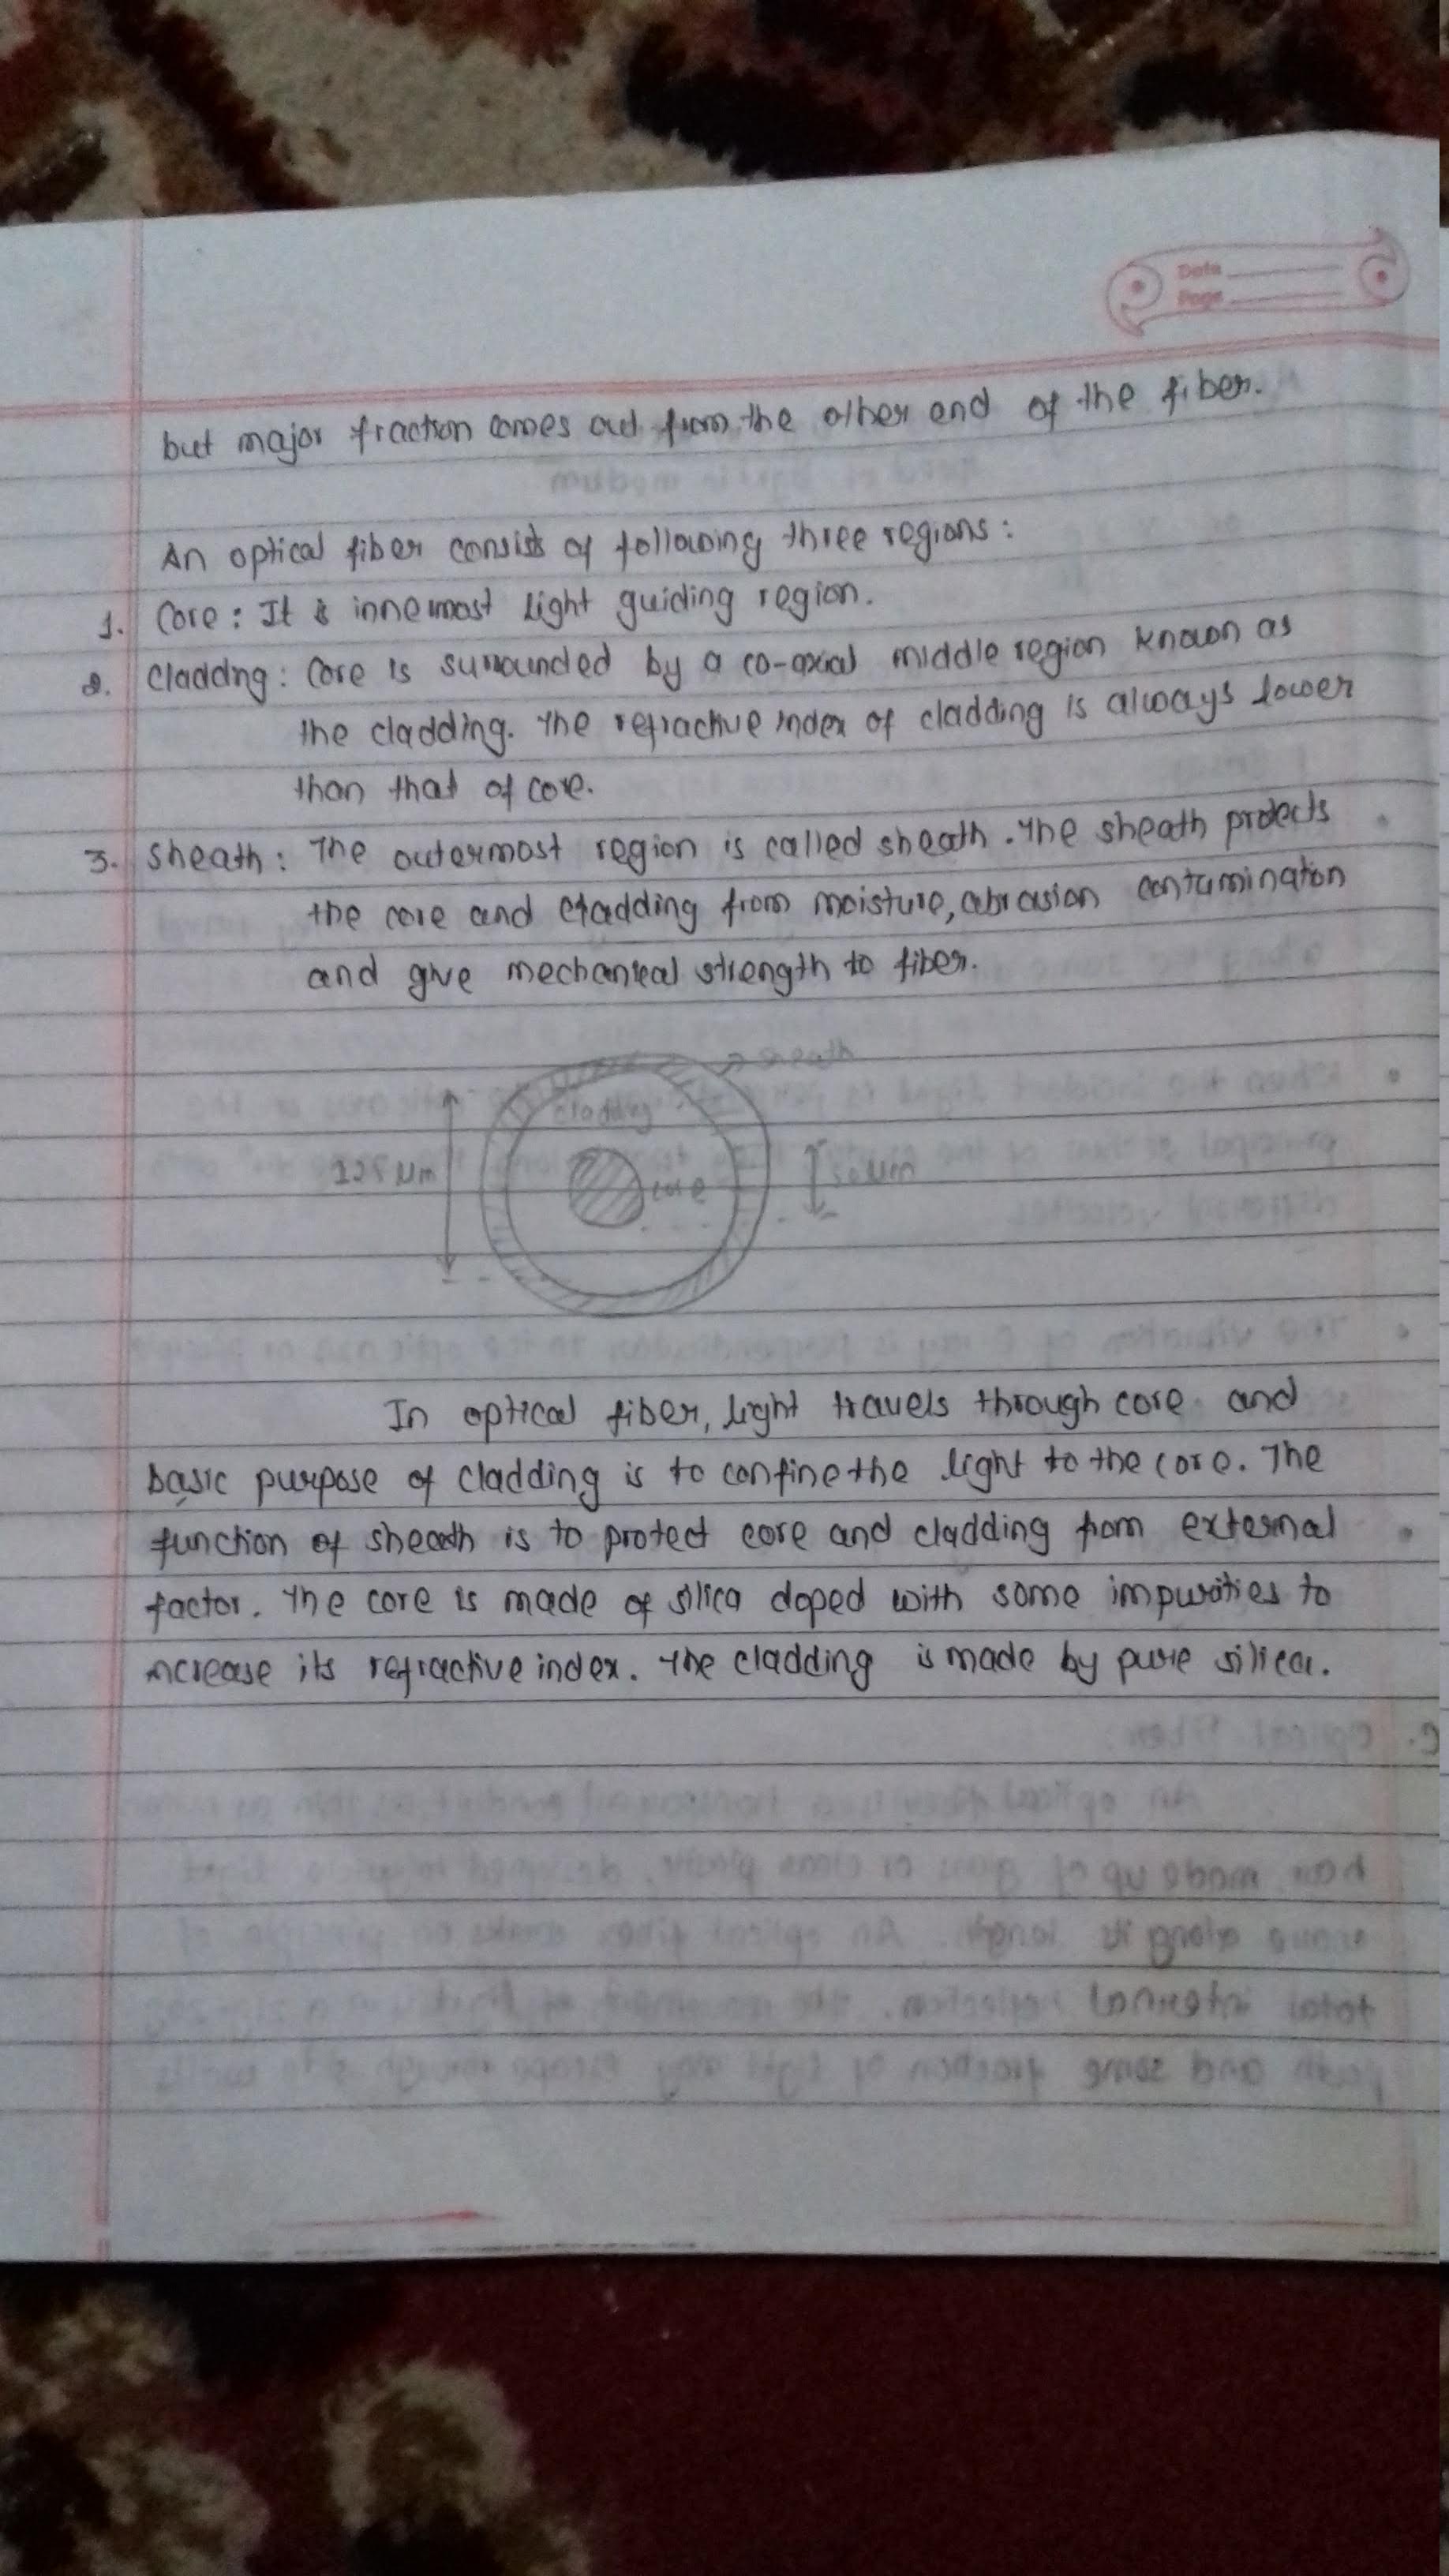 Date
Page
but major fraction comes out from the other end of the fiber.
An optical fiber consists of following three regions:
1. Core: It is innermost light guiding region.
2. Cladding: Core is surrounded by a co-axial middle region known as
the cladding. The refractive index of cladding is always lower
than that of core.
3. Sheath: The outermost region is called sheath. The sheath protects
the core and cladding from moisture, abrasion contamination
and give mechanical strength to fiber.
sheath
cladding
125 μm
core
50 μm
In optical fiber, light travels through core and
basic purpose of cladding is to confine the light to the core. The
function of sheath is to protect core and cladding from external
factor. The core is made of silica doped with some impurities to
increase its refractive index. The cladding is made by pure silica.